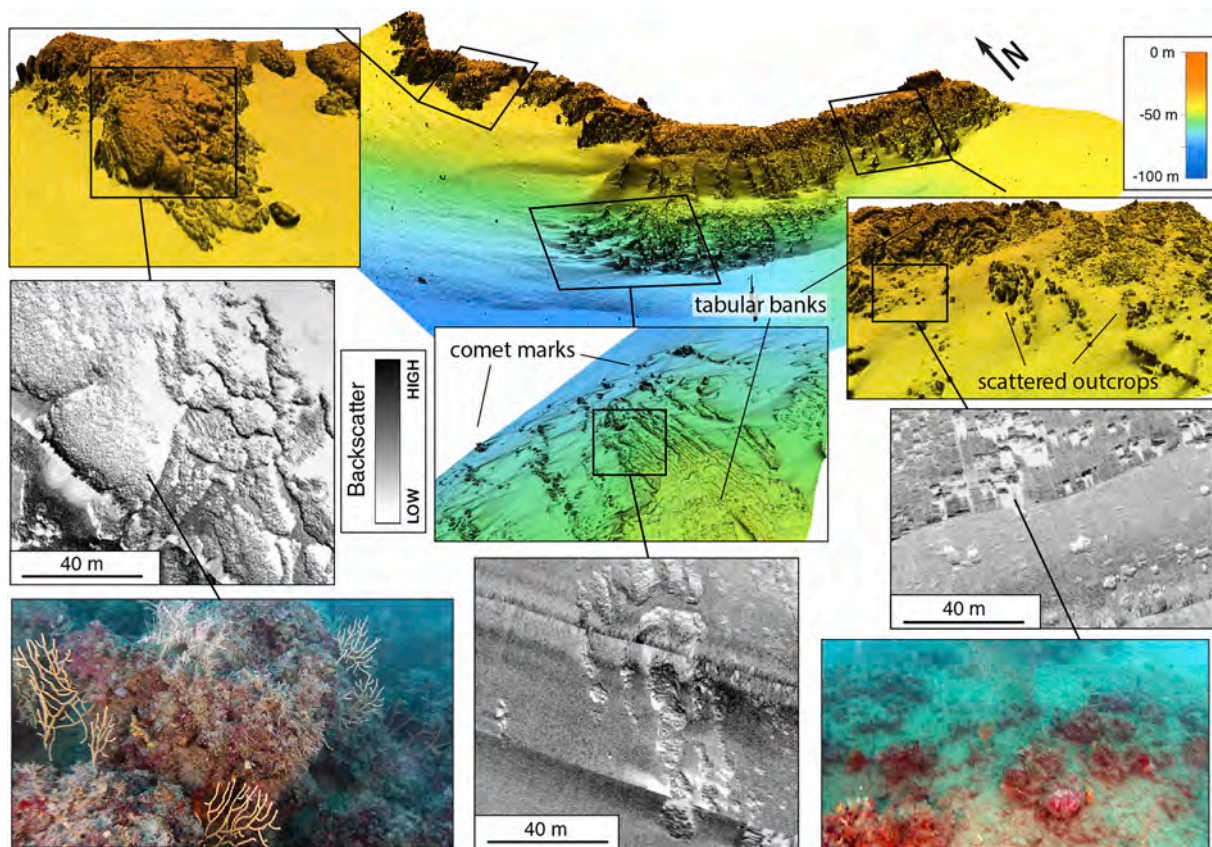 N
0 m
-50 m
-100 m
tabular banks
comet marks
scattered outcrops
Backscatter
HIGH
LOW
40 m
40 m
40 m